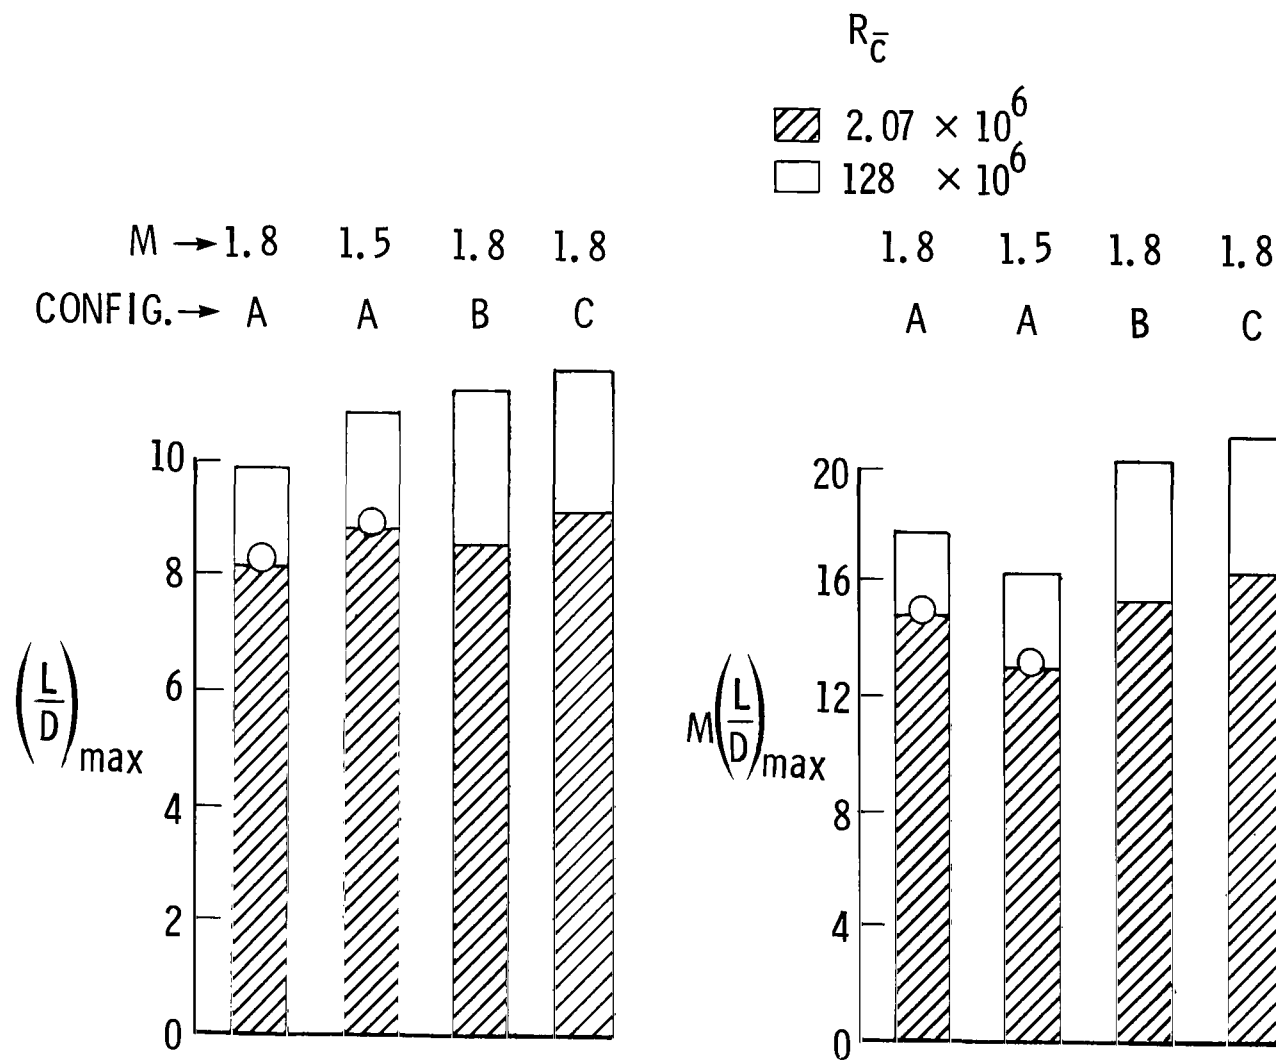 R_c̅
2.07 × 10^6
128 × 10^6
M → 1.8 1.5 1.8 1.8
CONFIG. → A A B C
1.8 1.5 1.8 1.8
A A B C
10
8
6
4
2
0
(L/D)max
20
16
12
8
4
0
M(L/D)max